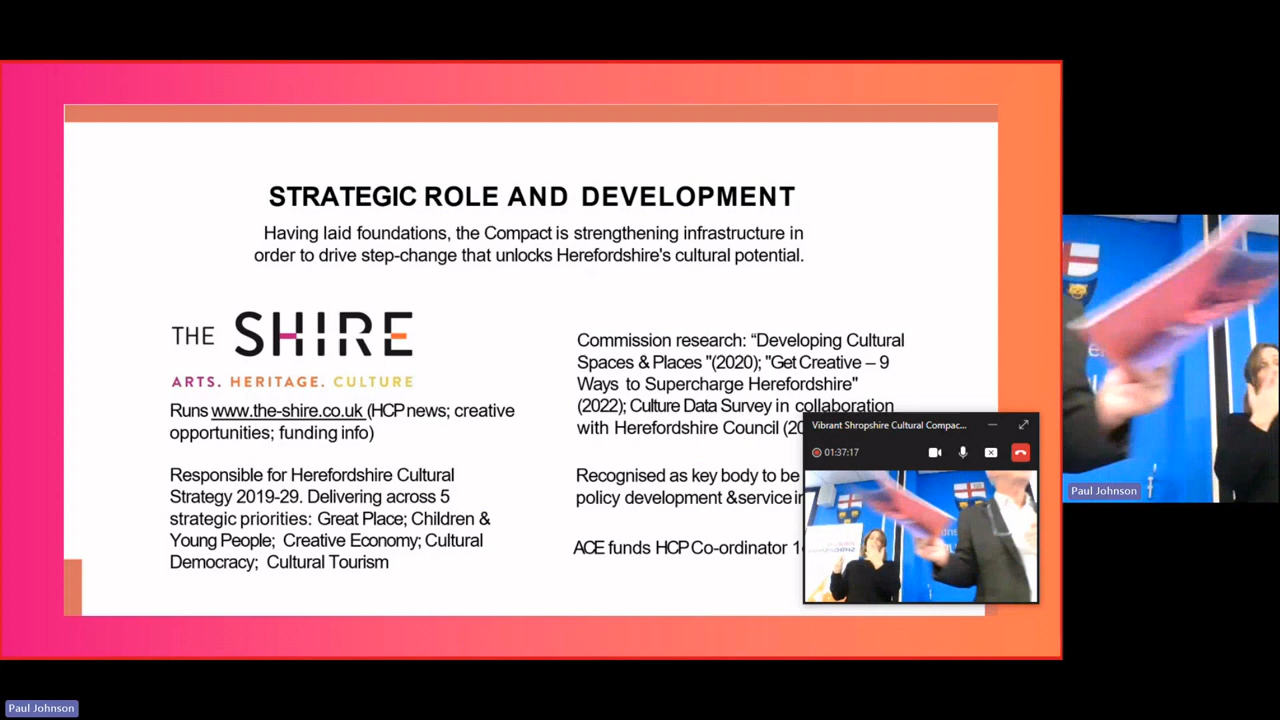 STRATEGIC ROLE AND DEVELOPMENT
Having laid foundations, the Compact is strengthening infrastructure in
order to drive step-change that unlocks Herefordshire's cultural potential.
THE SHIRE
ARTS. HERITAGE. CULTURE
Runs www.the-shire.co.uk (HCP news; creative
opportunities; funding info)
Responsible for Herefordshire Cultural
Strategy 2019-29. Delivering across 5
strategic priorities: Great Place; Children &
Young People; Creative Economy; Cultural
Democracy; Cultural Tourism
Commission research: “Developing Cultural
Spaces & Places "(2020); "Get Creative – 9
Ways to Supercharge Herefordshire"
(2022); Culture Data Survey in collaboration
with Herefordshire Council (20
Recognised as key body to be
policy development &service in
ACE funds HCP Co-ordinator
Vibrant Shropshire Cultural Compac...
01:37:17
Paul Johnson
Paul Johnson